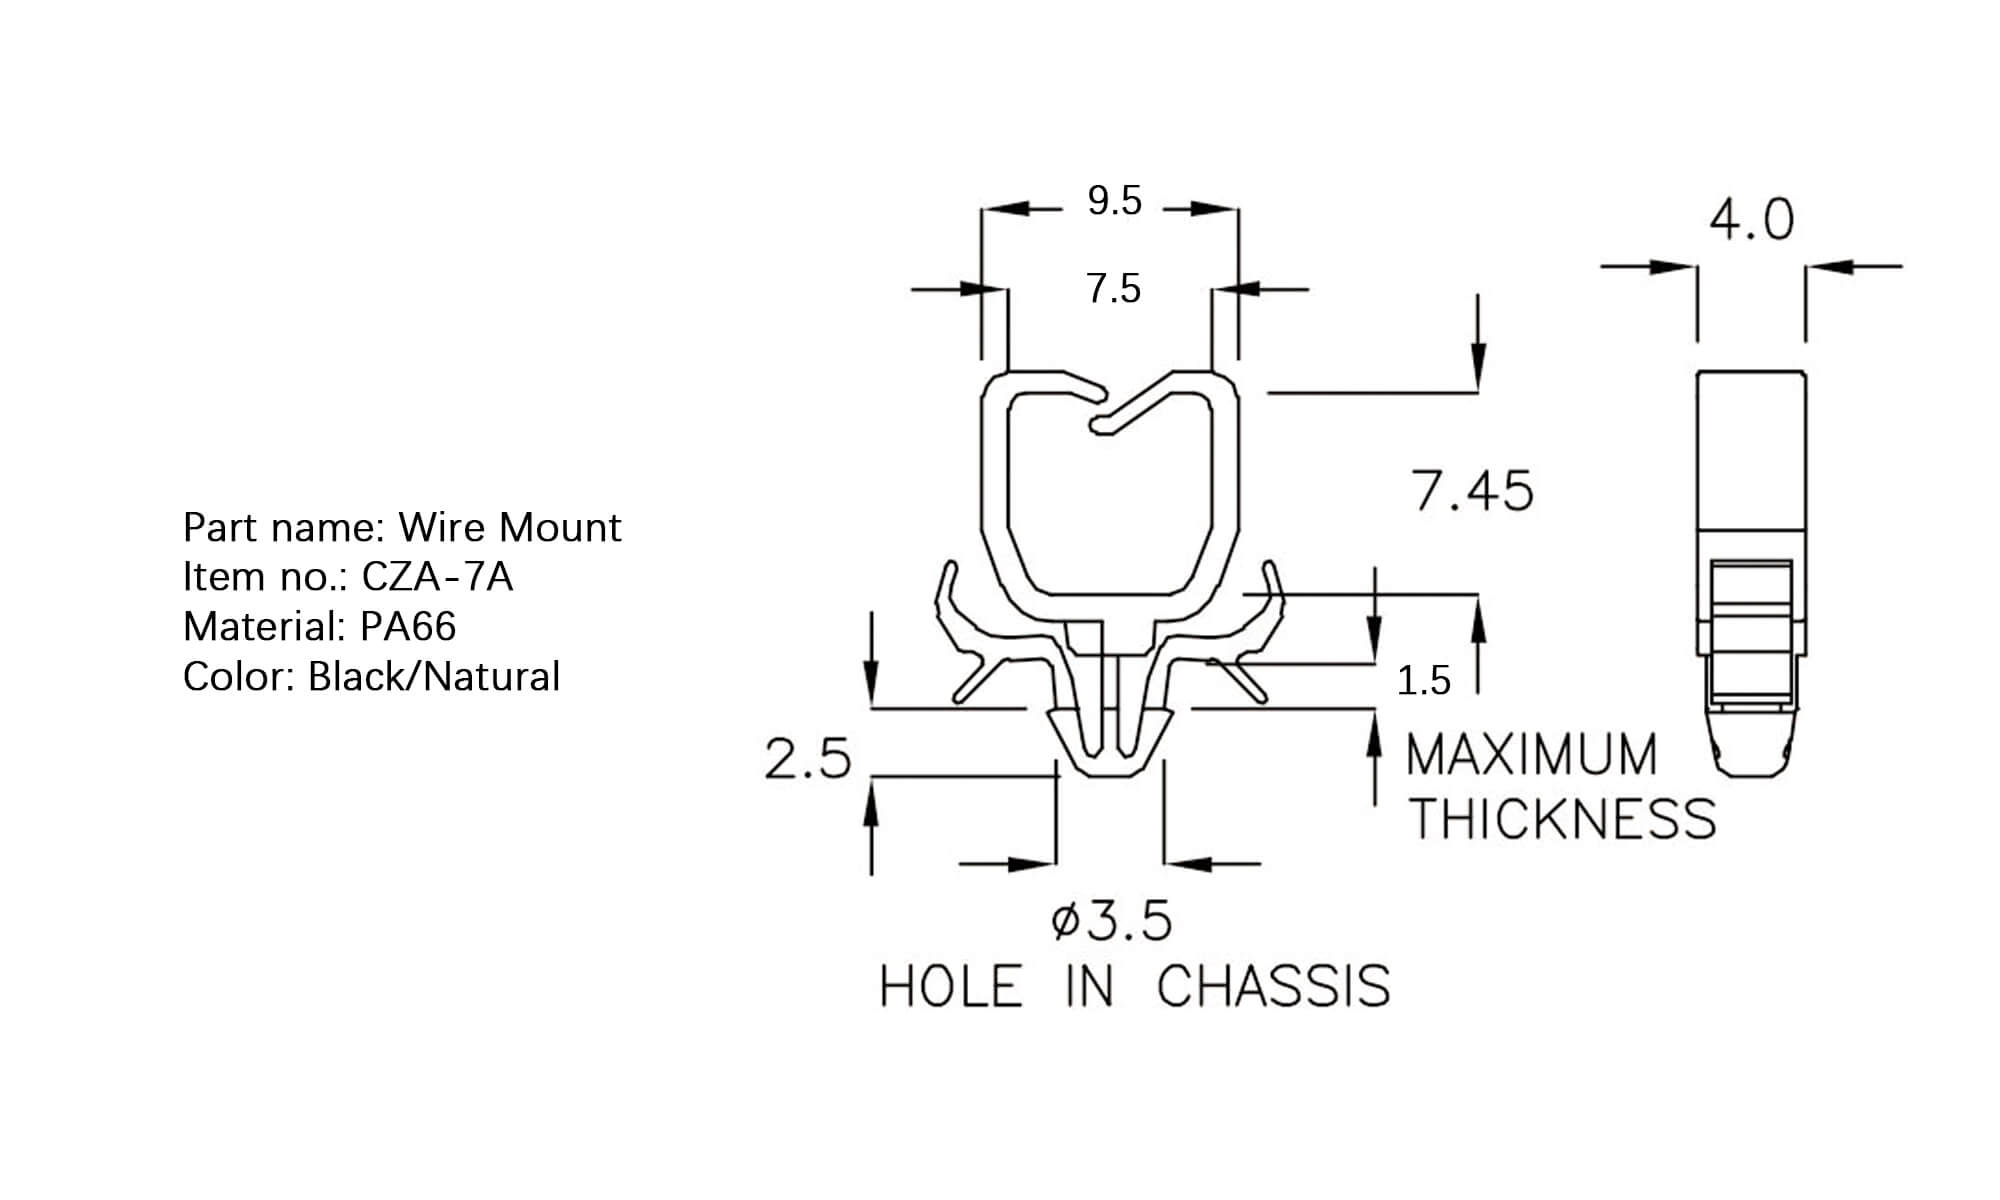 Part name: Wire Mount
Item no.: CZA-7A
Material: PA66
Color: Black/Natural
9.5
7.5
4.0
7.45
1.5
MAXIMUM
THICKNESS
2.5
ø3.5
HOLE IN CHASSIS